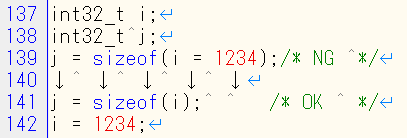 137 int32_t i;↵
138 int32_t^j;↵
139 j = sizeof(i = 1234);/* NG ^*/↵
140 ↓^ ↓^ ↓^ ↓^ ↓↵
141 j = sizeof(i);^ ^ /* OK ^ */↵
142 i = 1234;↵